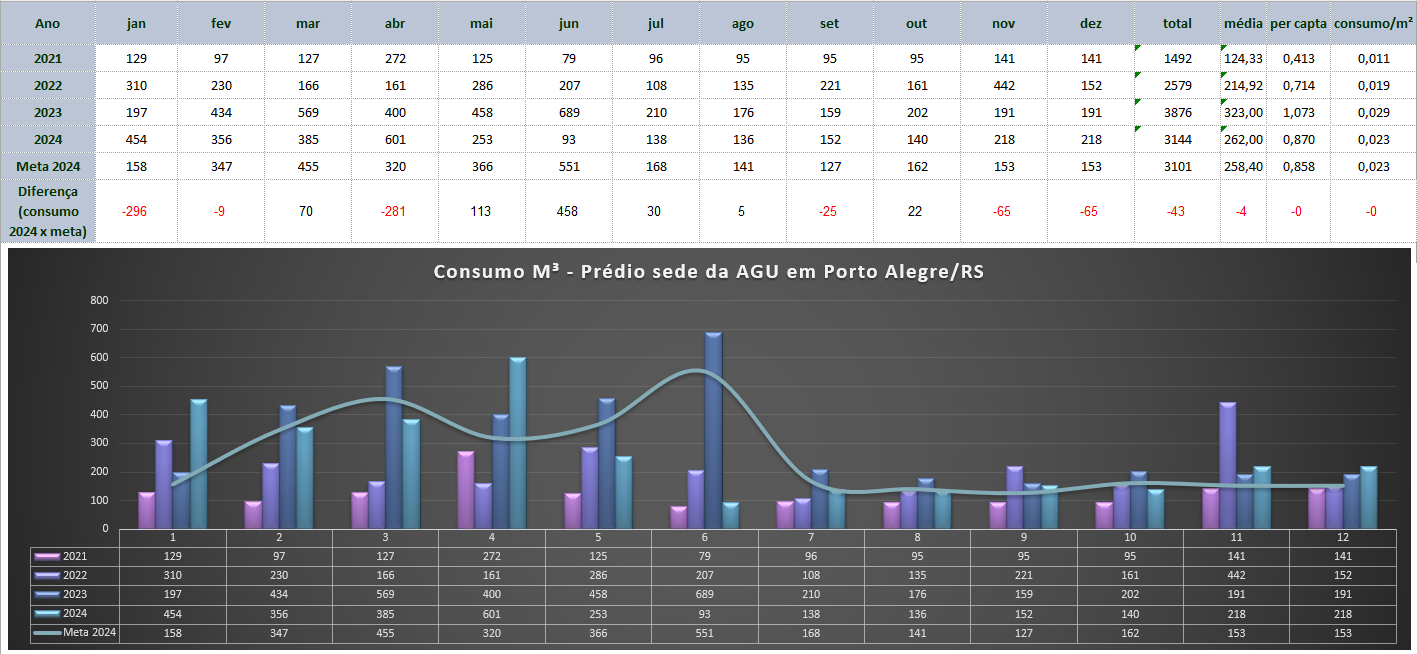 Ano jan fev mar abr mai jun jul ago set out nov dez total média per capta consumo/m²
2021 129 97 127 272 125 79 96 95 95 95 141 141 1492 124,33 0,413 0,011
2022 310 230 166 161 286 207 108 135 221 161 442 152 2579 214,92 0,714 0,019
2023 197 434 569 400 458 689 210 176 159 202 191 191 3876 323,00 1,073 0,029
2024 454 356 385 601 253 93 138 136 152 140 218 218 3144 262,00 0,870 0,023
Meta 2024 158 347 455 320 366 551 168 141 127 162 153 153 3101 258,40 0,858 0,023
Diferença
(consumo
2024 x meta)
-296 -9 70 -281 113 458 30 5 -25 22 -65 -65 -43 -4 -0 -0
Consumo M³ - Prédio sede da AGU em Porto Alegre/RS
800
700
600
500
400
300
200
100
0
1 2 3 4 5 6 7 8 9 10 11 12
2021 129 97 127 272 125 79 96 95 95 95 141 141
2022 310 230 166 161 286 207 108 135 221 161 442 152
2023 197 434 569 400 458 689 210 176 159 202 191 191
2024 454 356 385 601 253 93 138 136 152 140 218 218
Meta 2024 158 347 455 320 366 551 168 141 127 162 153 153